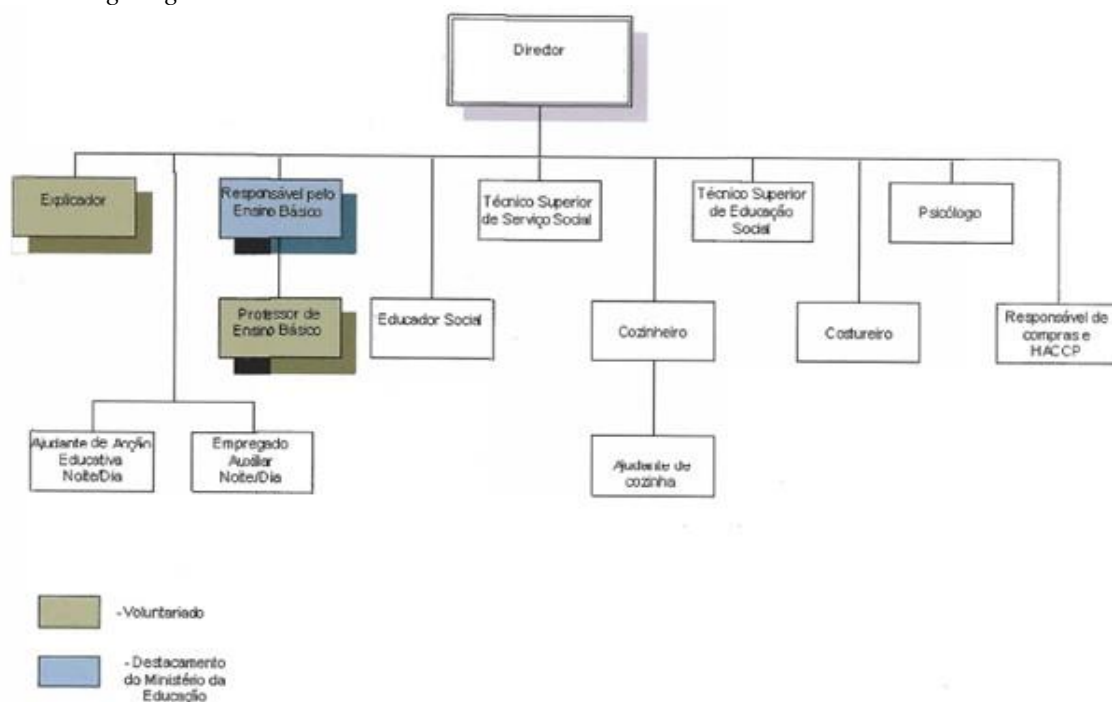 Director
Explicador
Responsável pelo
Ensino Básico
Técnico Superior
de Serviço Social
Técnico Superior
de Educação
Social
Psicólogo
Professor de
Ensino Básico
Educador Social
Cozinheiro
Costureiro
Responsável de
compras e
HACCP
Ajudante de Acção
Educativa
Noite/Dia
Empregado
Auxiliar
Noite/Dia
Ajudante de
cozinha
- Voluntariado
- Destacamento
do Ministério da
Educação